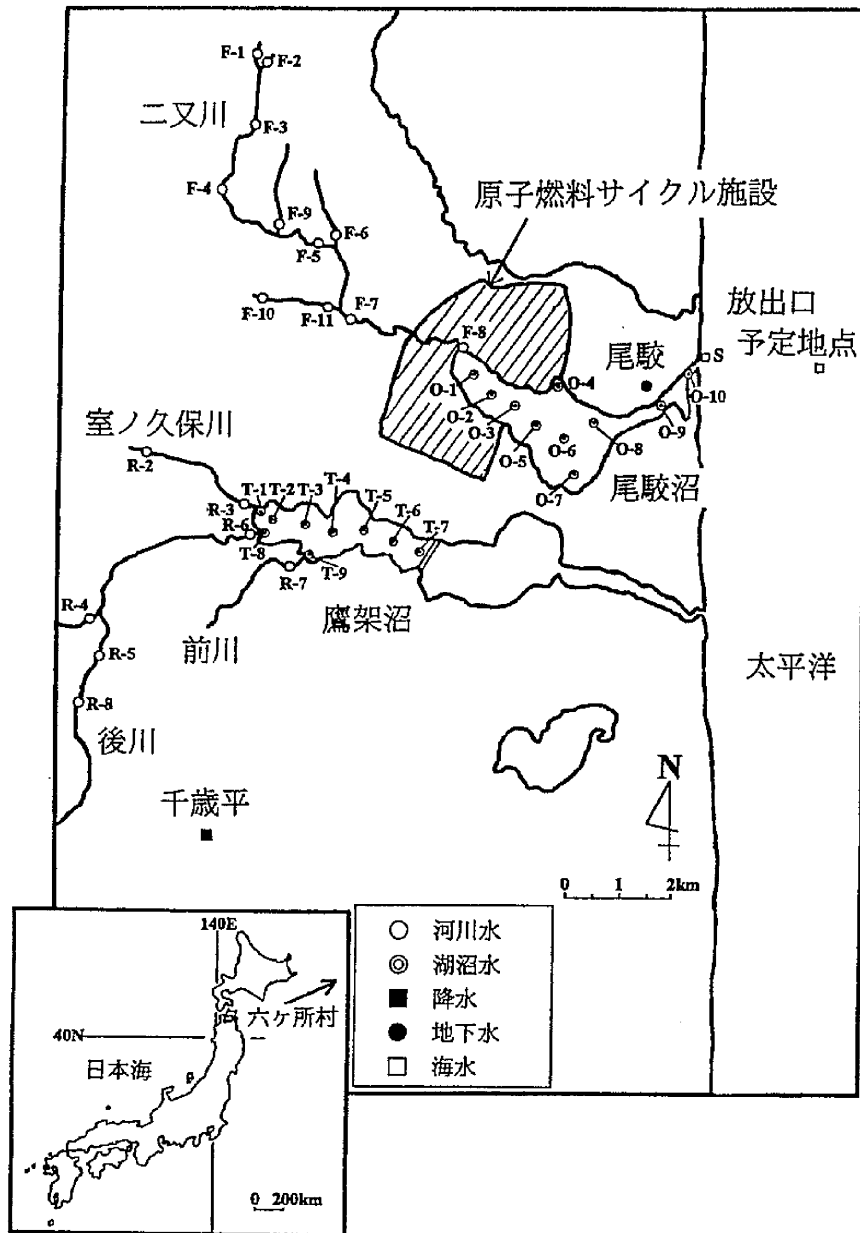 F-1
F-2
二又川
F-3
F-4
F-9
F-6
F-5
原子燃料サイクル施設
F-10
F-11
F-7
F-8
放出口
予定地点
尾駮
S
O-1
O-4
O-10
O-2
O-3
O-9
O-5
O-6
O-8
O-7
尾駮沼
室ノ久保川
R-2
T-1
T-2
T-3
T-4
T-5
T-6
T-7
R-3
R-6
T-8
T-9
R-7
R-4
鷹架沼
前川
R-5
太平洋
R-8
後川
N
千歳平
0 1 2km
140E
六ケ所村
40N
日本海
0 200km
河川水
湖沼水
降水
地下水
海水